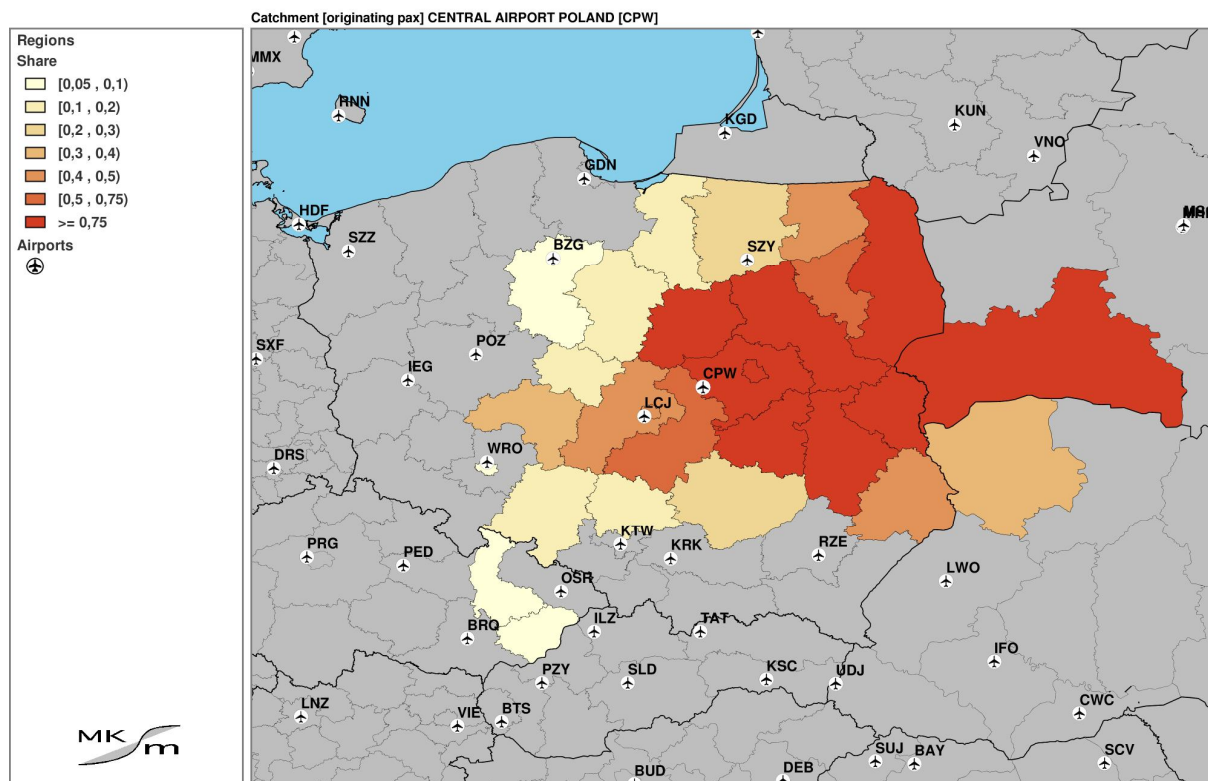 Catchment [originating pax] CENTRAL AIRPORT POLAND [CPW]
Regions
Share
[0,05 , 0,1)
[0,1 , 0,2)
[0,2 , 0,3)
[0,3 , 0,4)
[0,4 , 0,5)
[0,5 , 0,75)
>= 0,75
Airports
MMX
RNN
KGD
KUN
VNO
GDN
HDF
SZZ
BZG
SZY
SXF
POZ
IEG
CPW
LCJ
DRS
WRO
PRG
PED
KTW
KRK
RZE
OSR
LWO
BRQ
ILZ
TAT
IFO
PZY
SLD
KSC
UDJ
LNZ
VIE
BTS
CWC
SUJ
BAY
SCV
BUD
DEB
MK
m